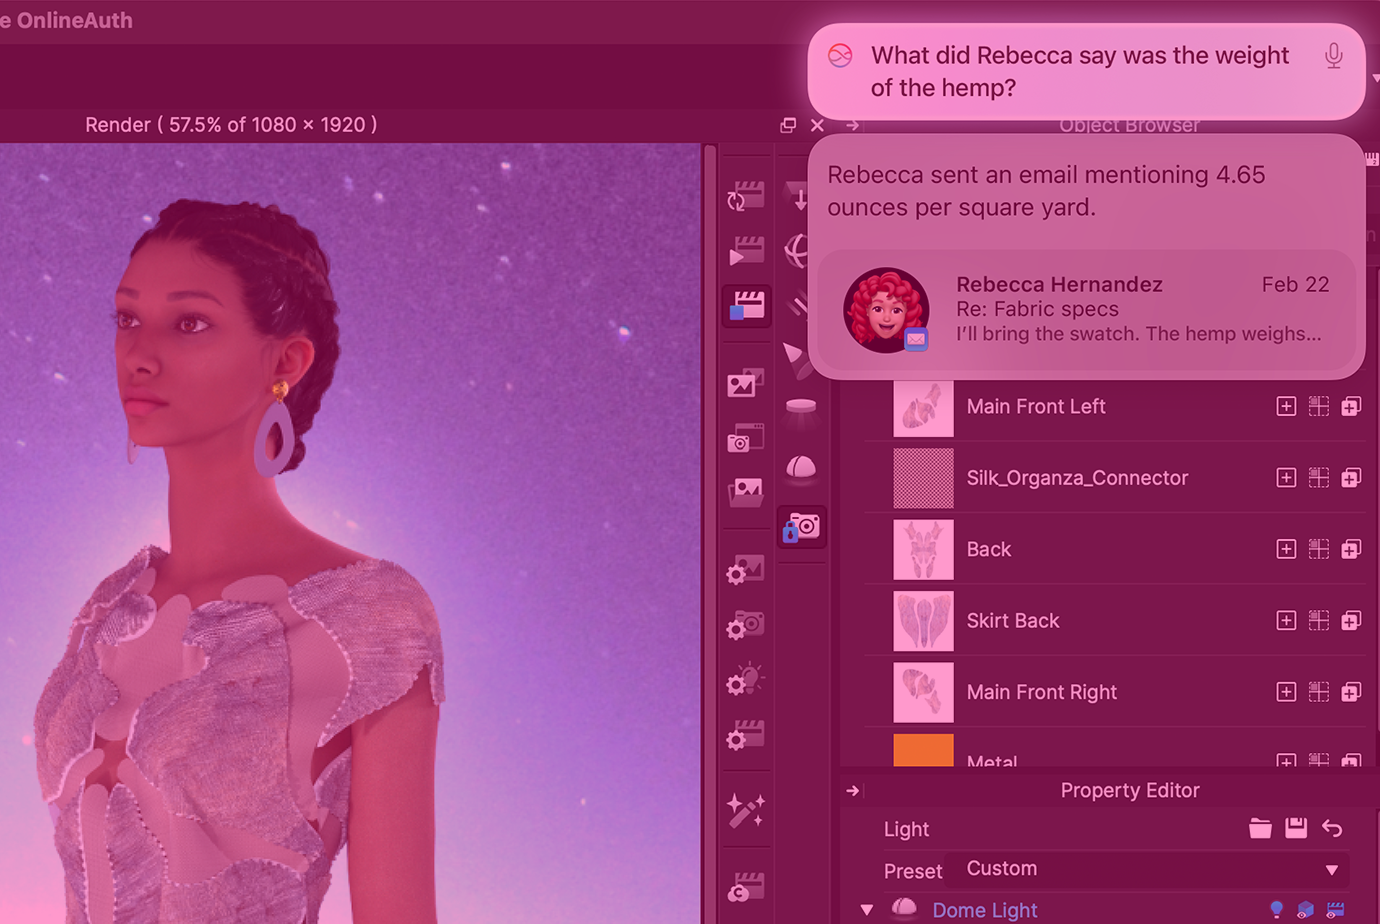 e OnlineAuth
What did Rebecca say was the weight
of the hemp?
Render ( 57.5% of 1080 × 1920 )
Object Browser
Rebecca sent an email mentioning 4.65
ounces per square yard.
Rebecca Hernandez
Feb 22
Re: Fabric specs
I’ll bring the swatch. The hemp weighs...
Main Front Left
Silk_Organza_Connector
Back
Skirt Back
Main Front Right
Metal
Property Editor
Light
Preset
Custom
Dome Light